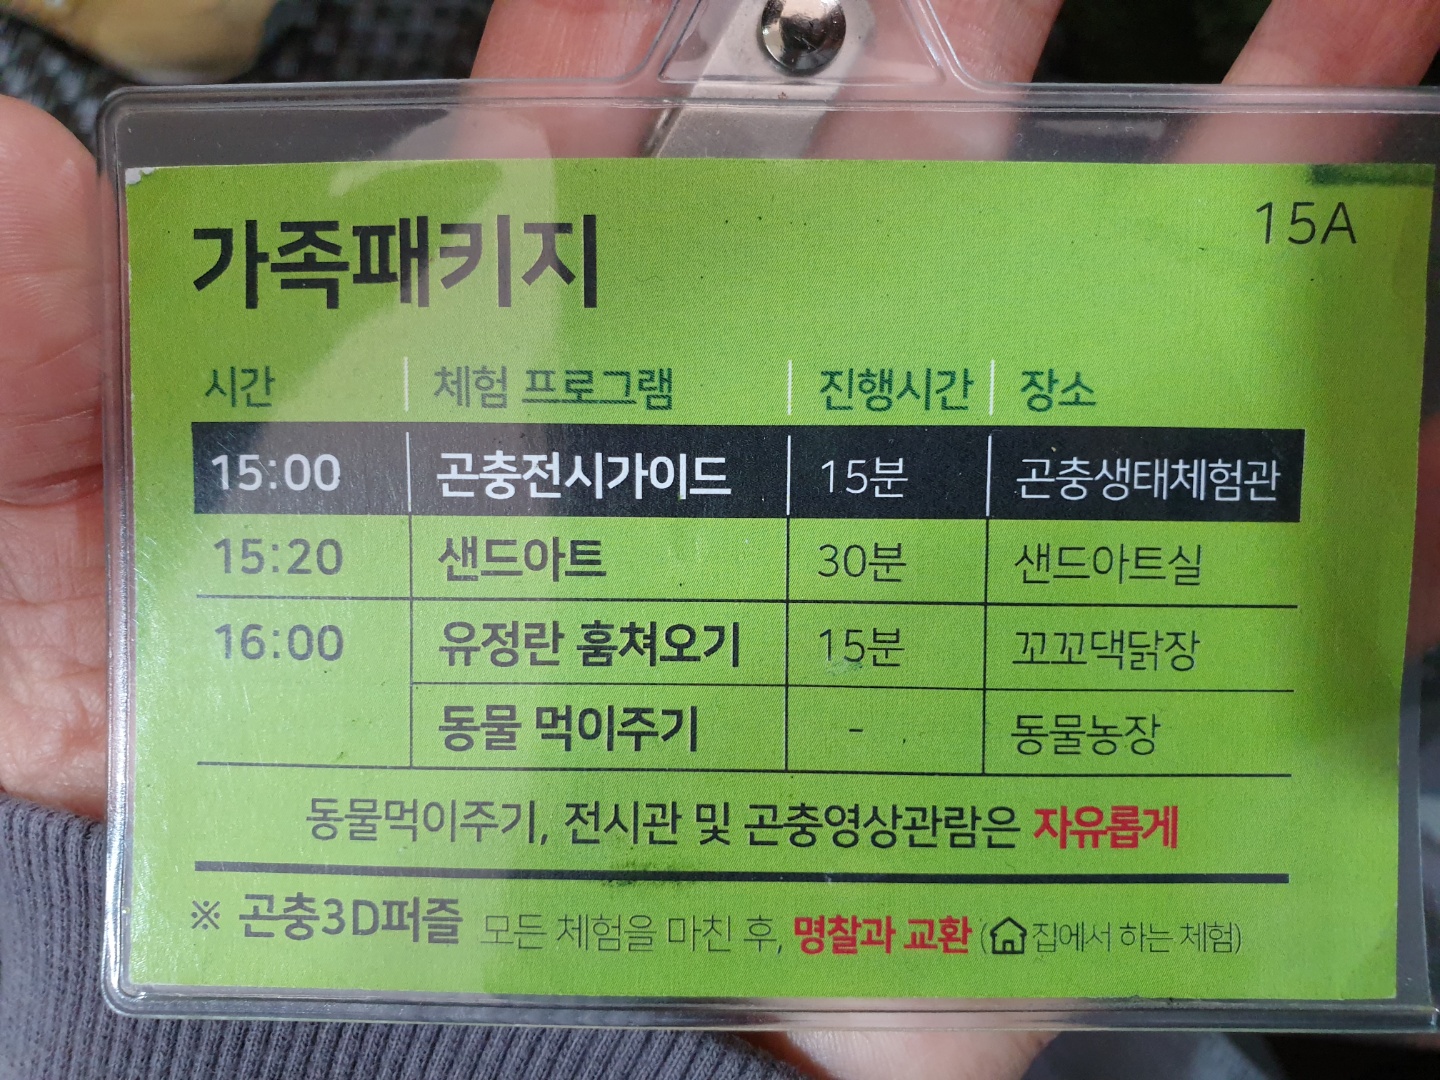 가족패키지
15A
시간 체험 프로그램 진행시간 장소
15:00 곤충전시가이드 15분 곤충생태체험관
15:20 샌드아트 30분 샌드아트실
16:00 유정란 훔쳐오기 15분 꼬꼬댁닭장
동물 먹이주기 - 동물농장
동물먹이주기, 전시관 및 곤충영상관람은 자유롭게
※ 곤충3D퍼즐 모든 체험을 마친 후, 명찰과 교환 (집에서 하는 체험)